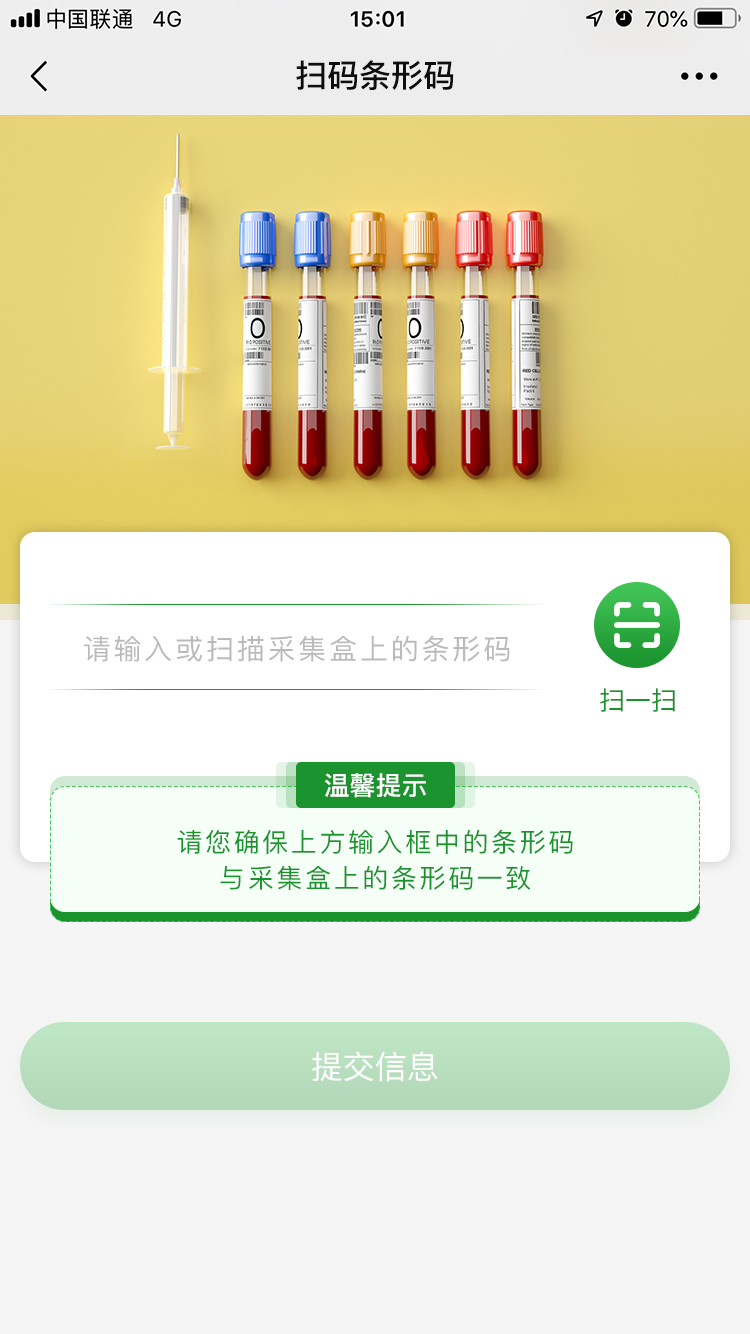 中国联通 4G 15:01 70%
扫码条形码
O
RHD POSITIVE
O
POSITIVE
请输入或扫描采集盒上的条形码
扫一扫
温馨提示
请您确保上方输入框中的条形码
与采集盒上的条形码一致
提交信息